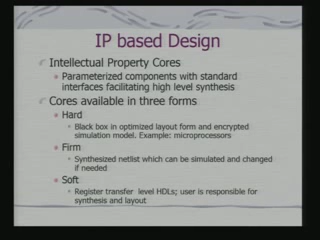 IP based Design
Intellectual Property Cores
Parameterized components with standard
interfaces facilitating high level synthesis
Cores available in three forms
Hard
Black box in optimized layout form and encrypted
simulation model. Example: microprocessors
Firm
Synthesized netlist which can be simulated and changed
if needed
Soft
Register transfer level HDLs; user is responsible for
synthesis and layout